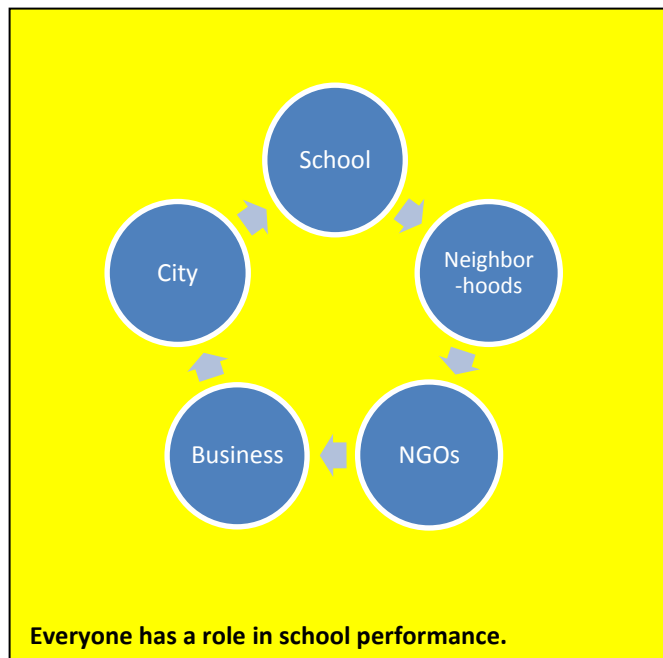 School
Neighbor
-hoods
City
Business
NGOs
Everyone has a role in school performance.